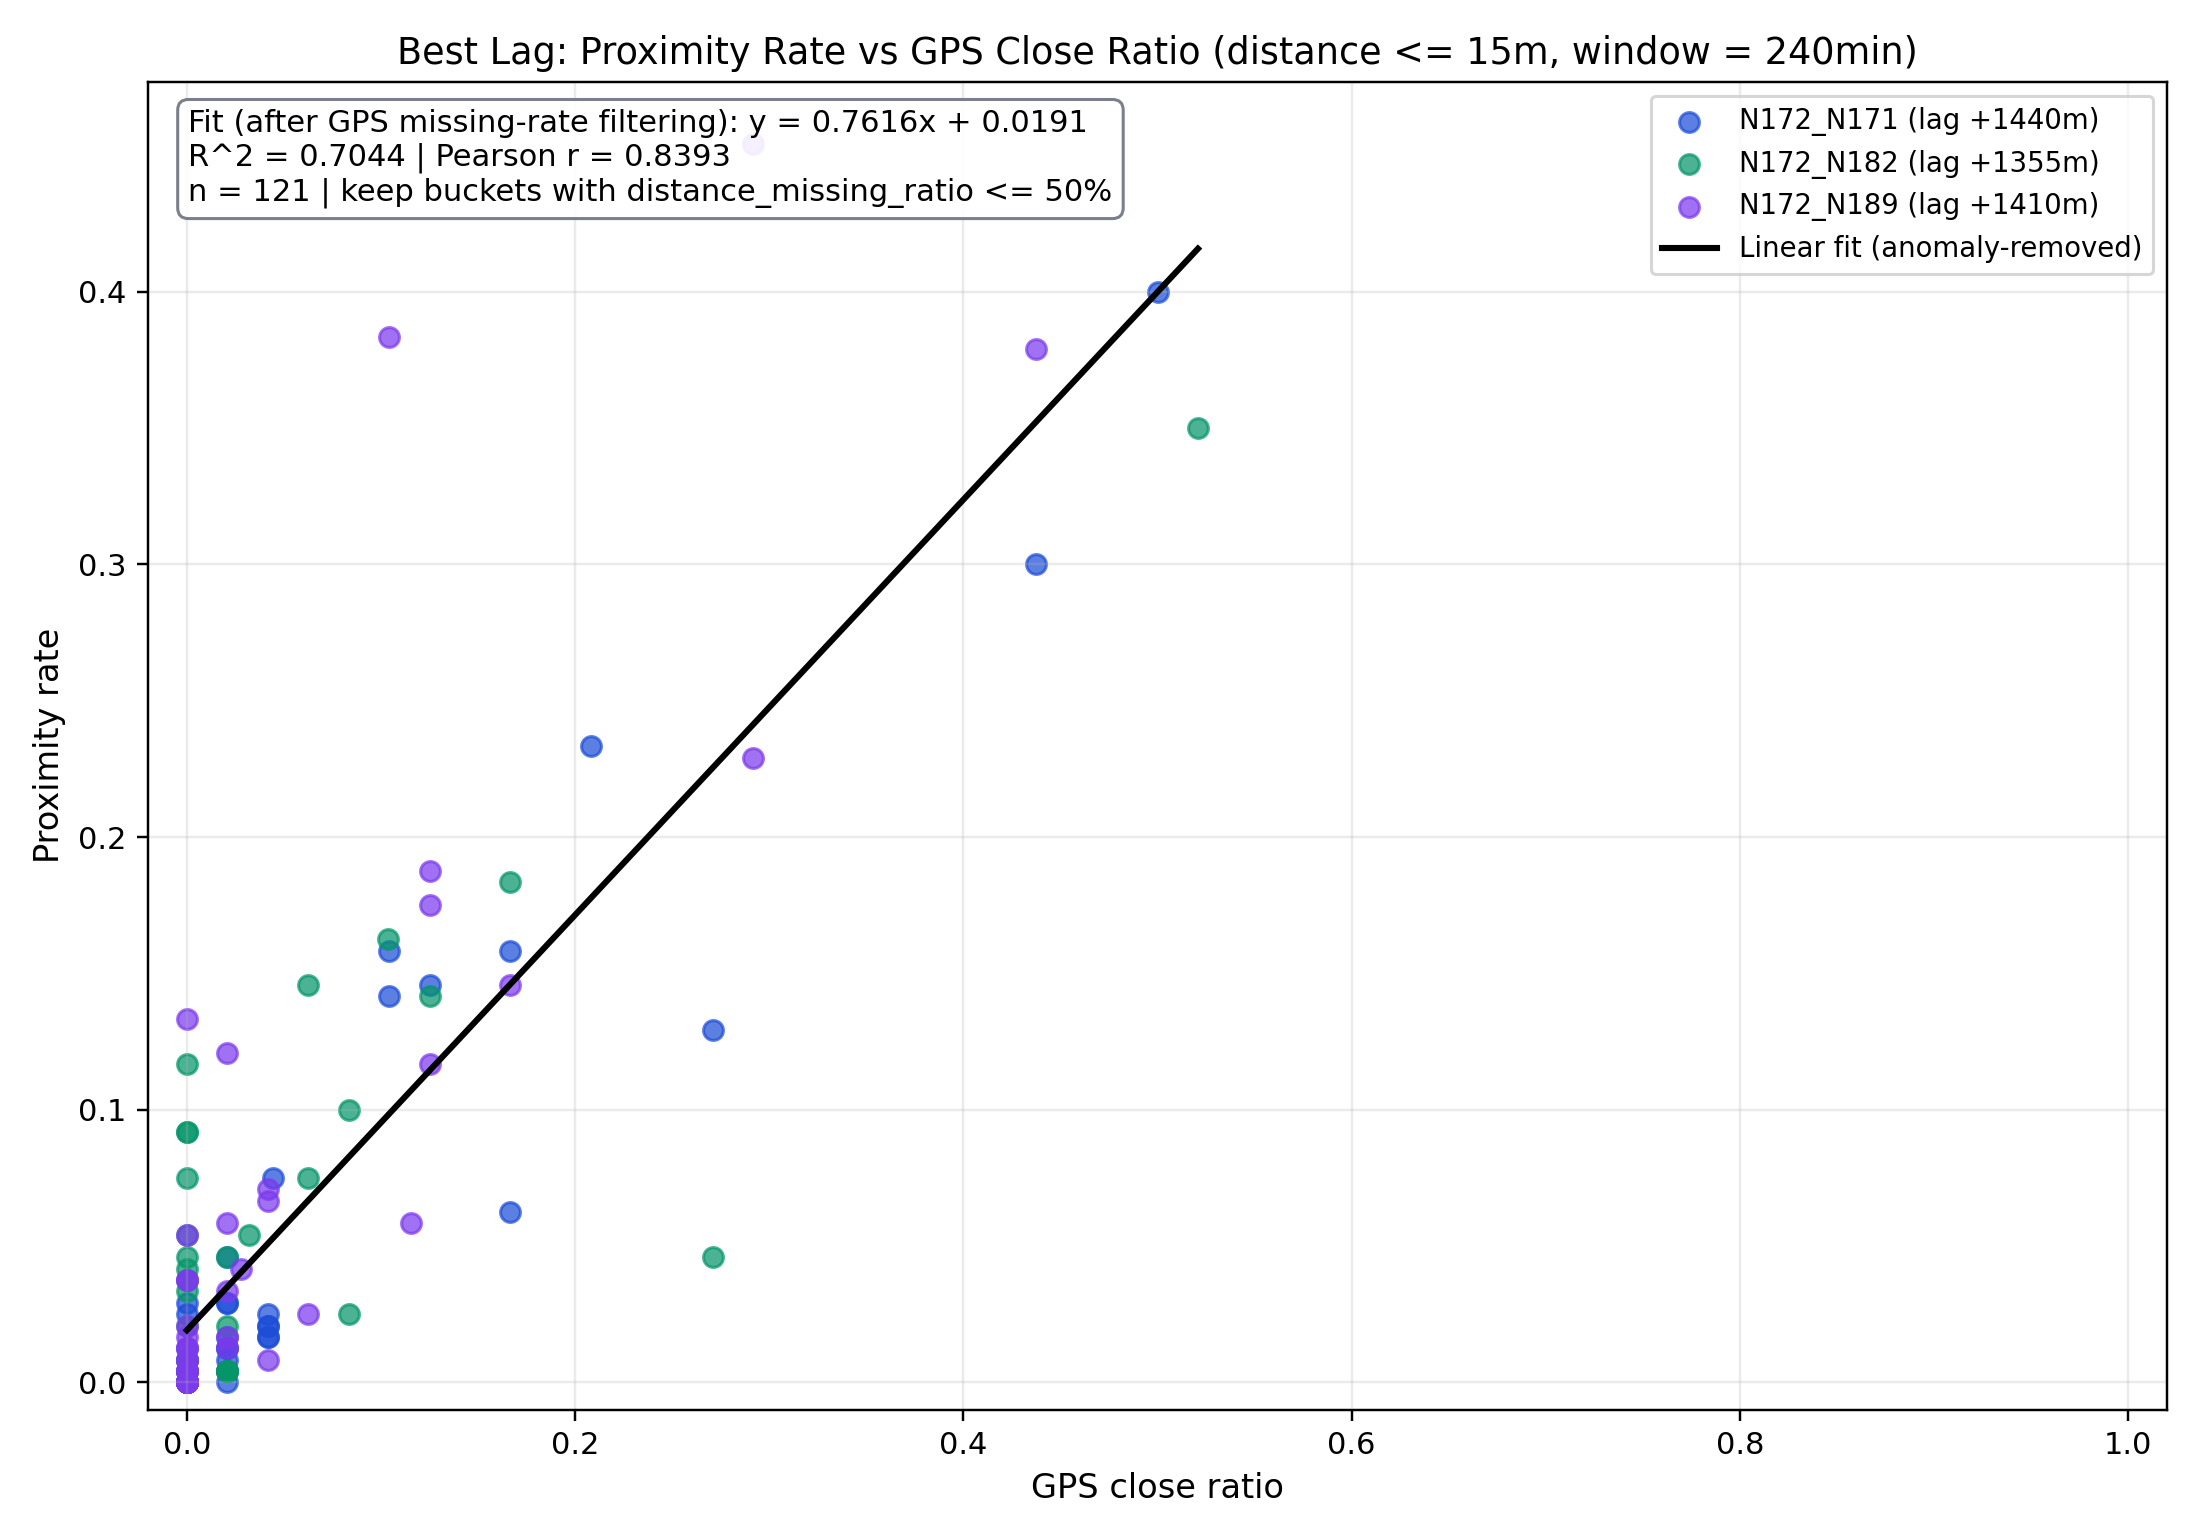 Best Lag: Proximity Rate vs GPS Close Ratio (distance <= 15m, window = 240min)
Fit (after GPS missing-rate filtering): y = 0.7616x + 0.0191
R^2 = 0.7044 | Pearson r = 0.8393
n = 121 | keep buckets with distance_missing_ratio <= 50%
N172_N171 (lag +1440m)
N172_N182 (lag +1355m)
N172_N189 (lag +1410m)
Linear fit (anomaly-removed)
Proximity rate
0.4
0.3
0.2
0.1
0.0
0.0 0.2 0.4 0.6 0.8 1.0
GPS close ratio